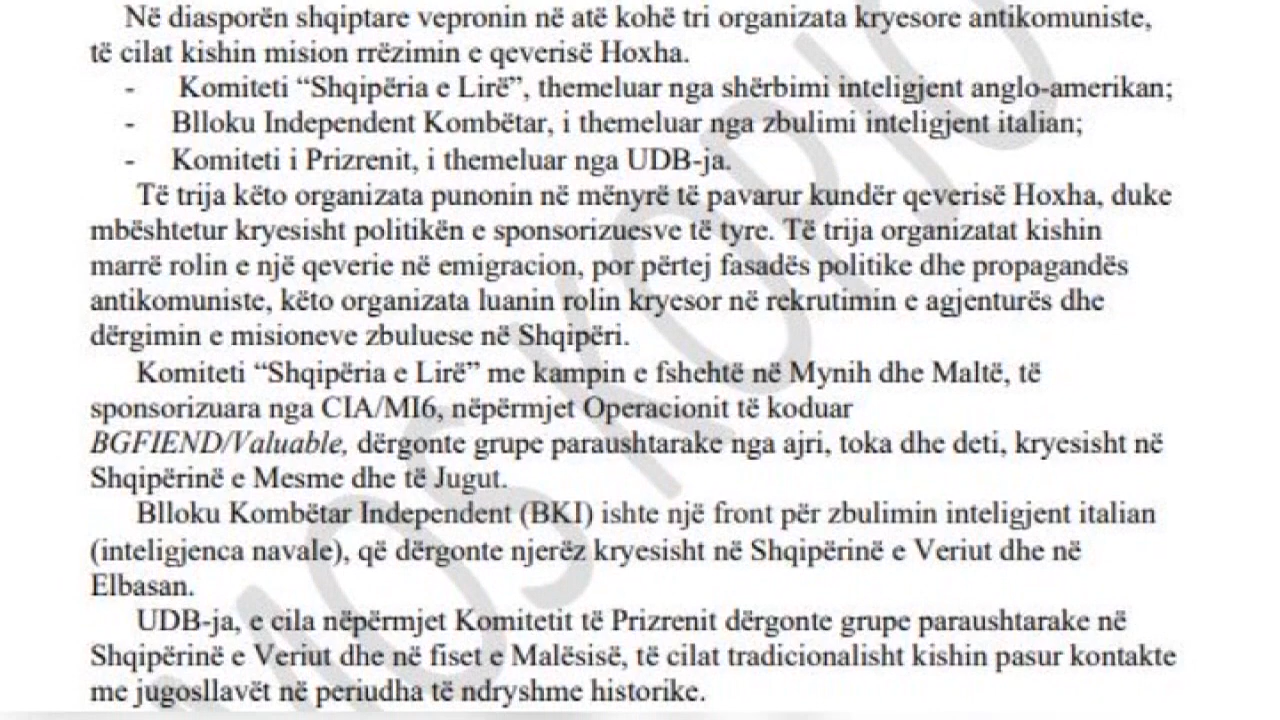 Në diasporën shqiptare vepronin në atë kohë tri organizata kryesore antikomuniste,
të cilat kishin mision rrëzimin e qeverisë Hoxha.
- Komiteti “Shqipëria e Lirë”, themeluar nga shërbimi inteligjent anglo-amerikan;
- Blloku Independent Kombëtar, i themeluar nga zbulimi inteligjent italian;
- Komiteti i Prizrenit, i themeluar nga UDB-ja.
Të trija këto organizata punonin në mënyrë të pavarur kundër qeverisë Hoxha, duke
mbështetur kryesisht politikën e sponsorizuesve të tyre. Të trija organizatat kishin
marrë rolin e një qeverie në emigracion, por përtej fasadës politike dhe propagandës
antikomuniste, këto organizata luanin rolin kryesor në rekrutimin e agjenturës dhe
dërgimin e misioneve zbuluese në Shqipëri.
Komiteti “Shqipëria e Lirë” me kampin e fshehtë në Mynih dhe Maltë, të
sponsorizuara nga CIA/MI6, nëpërmjet Operacionit të koduar
BGFIEND/Valuable, dërgonte grupe paraushtarake nga ajri, toka dhe deti, kryesisht në
Shqipërinë e Mesme dhe të Jugut.
Blloku Kombëtar Independent (BKI) ishte një front për zbulimin inteligjent italian
(inteligjenca navale), që dërgonte njerëz kryesisht në Shqipërinë e Veriut dhe në
Elbasan.
UDB-ja, e cila nëpërmjet Komitetit të Prizrenit dërgonte grupe paraushtarake në
Shqipërinë e Veriut dhe në fiset e Malësisë, të cilat tradicionalisht kishin pasur kontakte
me jugosllavët në periudha të ndryshme historike.
MOS KOPJO